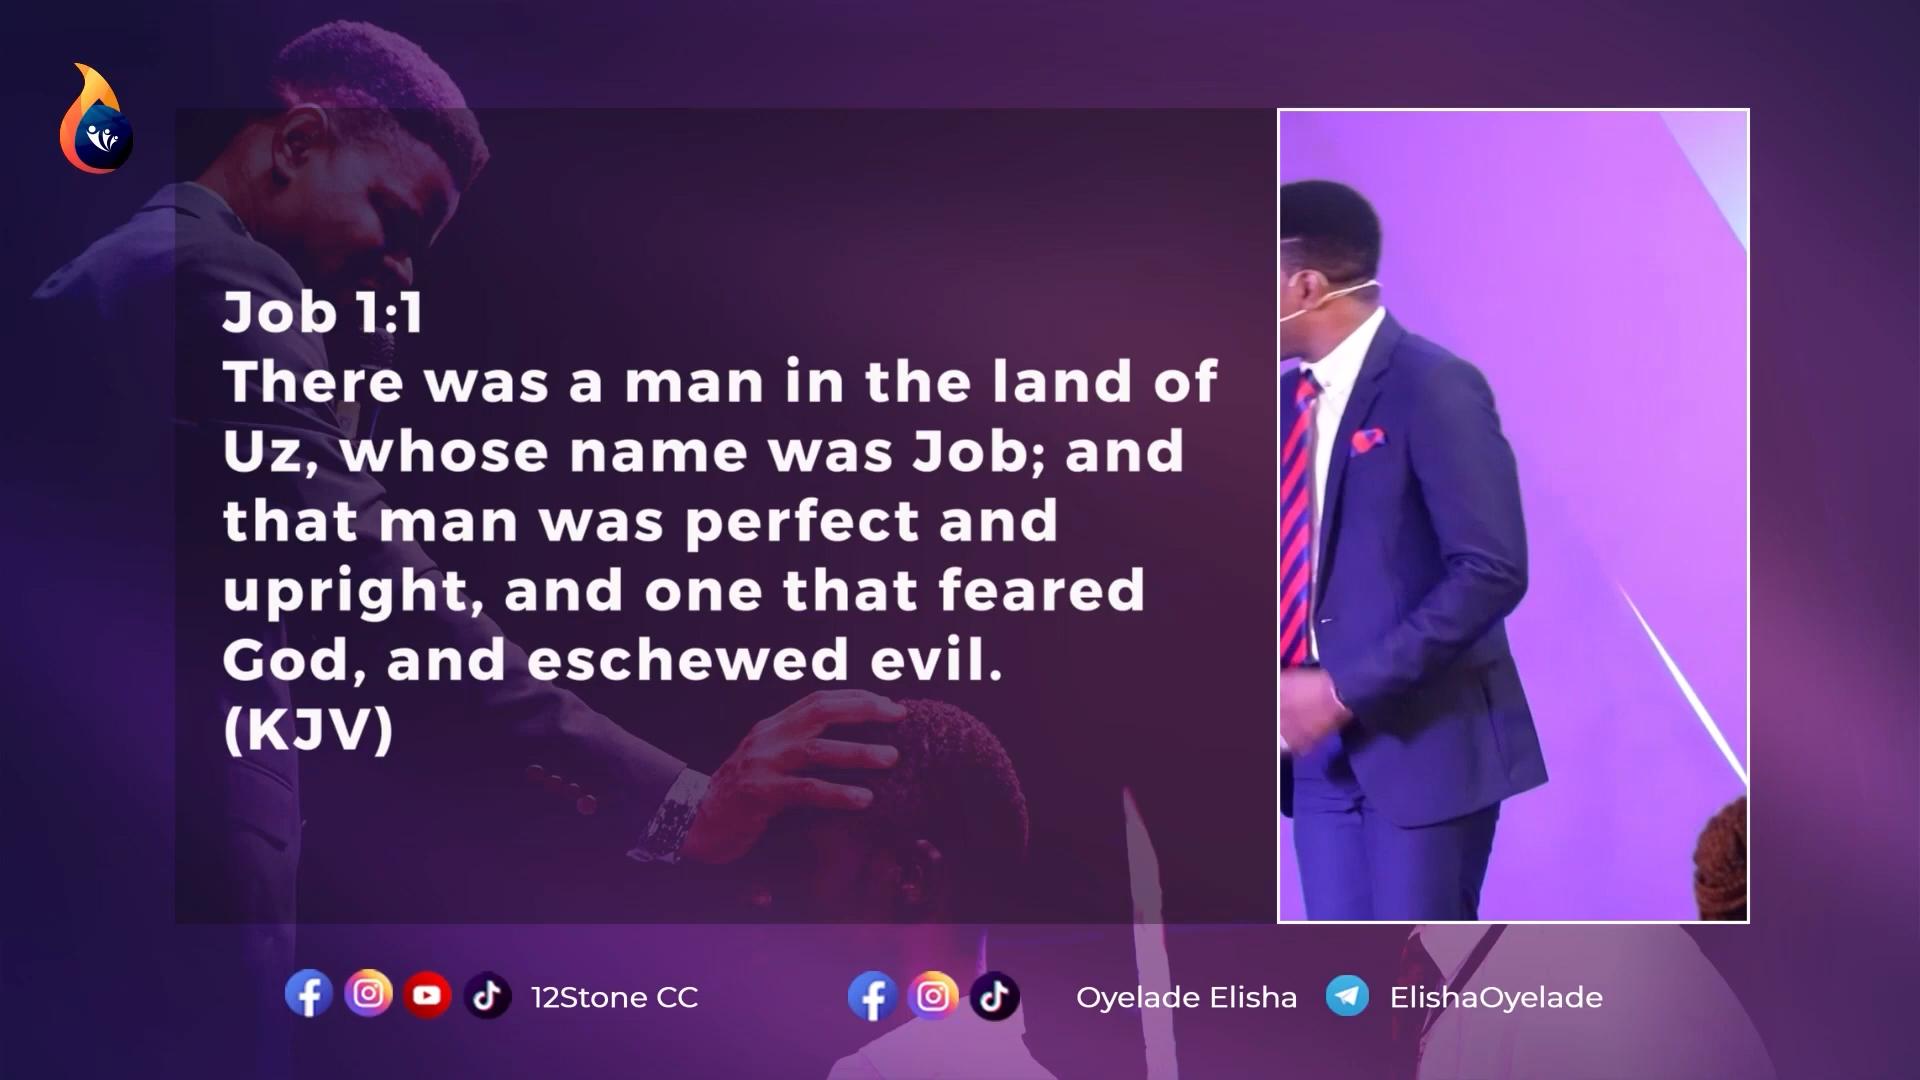 Job 1:1
There was a man in the land of
Uz, whose name was Job; and
that man was perfect and
upright, and one that feared
God, and eschewed evil.
(KJV)
12Stone CC
Oyelade Elisha
ElishaOyelade